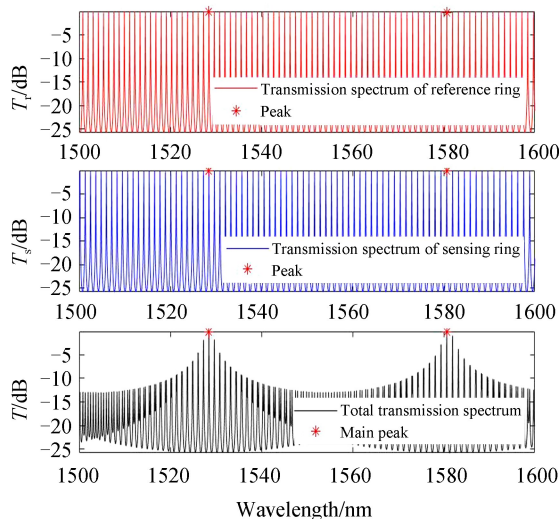 Tr/dB
−5
−10
−15
−20
−25
Transmission spectrum of reference ring
Peak
1500 1520 1540 1560 1580 1600
Ts/dB
−5
−10
−15
−20
−25
Transmission spectrum of sensing ring
Peak
1500 1520 1540 1560 1580 1600
T/dB
−5
−10
−15
−20
−25
Total transmission spectrum
Main peak
1500 1520 1540 1560 1580 1600
Wavelength/nm